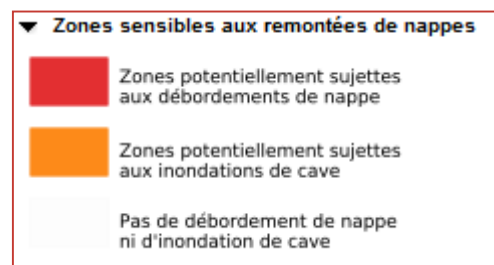 Zones sensibles aux remontées de nappes
Zones potentiellement sujettes
aux débordements de nappe
Zones potentiellement sujettes
aux inondations de cave
Pas de débordement de nappe
ni d'inondation de cave